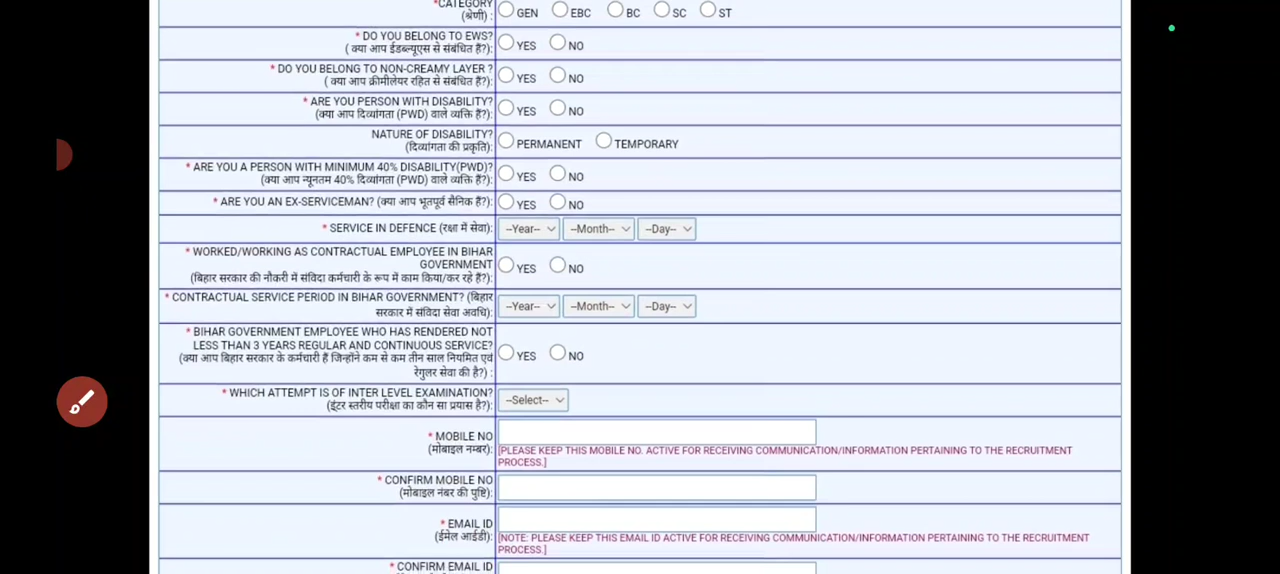 *CATEGORY
(श्रेणी) :
GEN EBC BC SC ST
* DO YOU BELONG TO EWS?
( क्या आप ईडब्ल्यूएस से संबंधित हैं?):
YES NO
* DO YOU BELONG TO NON-CREAMY LAYER ?
( क्या आप क्रीमीलेयर रहित से संबंधित हैं?):
YES NO
* ARE YOU PERSON WITH DISABILITY?
(क्या आप दिव्यांगता (PWD) वाले व्यक्ति हैं?):
YES NO
NATURE OF DISABILITY?
(दिव्यांगता की प्रकृति):
PERMANENT TEMPORARY
* ARE YOU A PERSON WITH MINIMUM 40% DISABILITY(PWD)?
(क्या आप न्यूनतम 40% दिव्यांगता (PWD) वाले व्यक्ति हैं?):
YES NO
* ARE YOU AN EX-SERVICEMAN? (क्या आप भूतपूर्व सैनिक हैं?):
YES NO
* SERVICE IN DEFENCE (रक्षा में सेवा):
--Year-- --Month-- --Day--
* WORKED/WORKING AS CONTRACTUAL EMPLOYEE IN BIHAR
GOVERNMENT
(बिहार सरकार की नौकरी में संविदा कर्मचारी के रूप में काम किया/कर रहे हैं?):
YES NO
* CONTRACTUAL SERVICE PERIOD IN BIHAR GOVERNMENT? (बिहार
सरकार में संविदा सेवा अवधि):
--Year-- --Month-- --Day--
* BIHAR GOVERNMENT EMPLOYEE WHO HAS RENDERED NOT
LESS THAN 3 YEARS REGULAR AND CONTINUOUS SERVICE?
(क्या आप बिहार सरकार के कर्मचारी हैं जिन्होंने कम से कम तीन साल नियमित एवं
रेगुलर सेवा की है?) :
YES NO
* WHICH ATTEMPT IS OF INTER LEVEL EXAMINATION?
(इंटर स्तरीय परीक्षा का कौन सा प्रयास है?):
--Select--
* MOBILE NO
(मोबाइल नम्बर):
[PLEASE KEEP THIS MOBILE NO. ACTIVE FOR RECEIVING COMMUNICATION/INFORMATION PERTAINING TO THE RECRUITMENT
PROCESS.]
* CONFIRM MOBILE NO
(मोबाइल नंबर की पुष्टि):
* EMAIL ID
(ईमेल आईडी):
[NOTE: PLEASE KEEP THIS EMAIL ID ACTIVE FOR RECEIVING COMMUNICATION/INFORMATION PERTAINING TO THE RECRUITMENT
PROCESS.]
* CONFIRM EMAIL ID